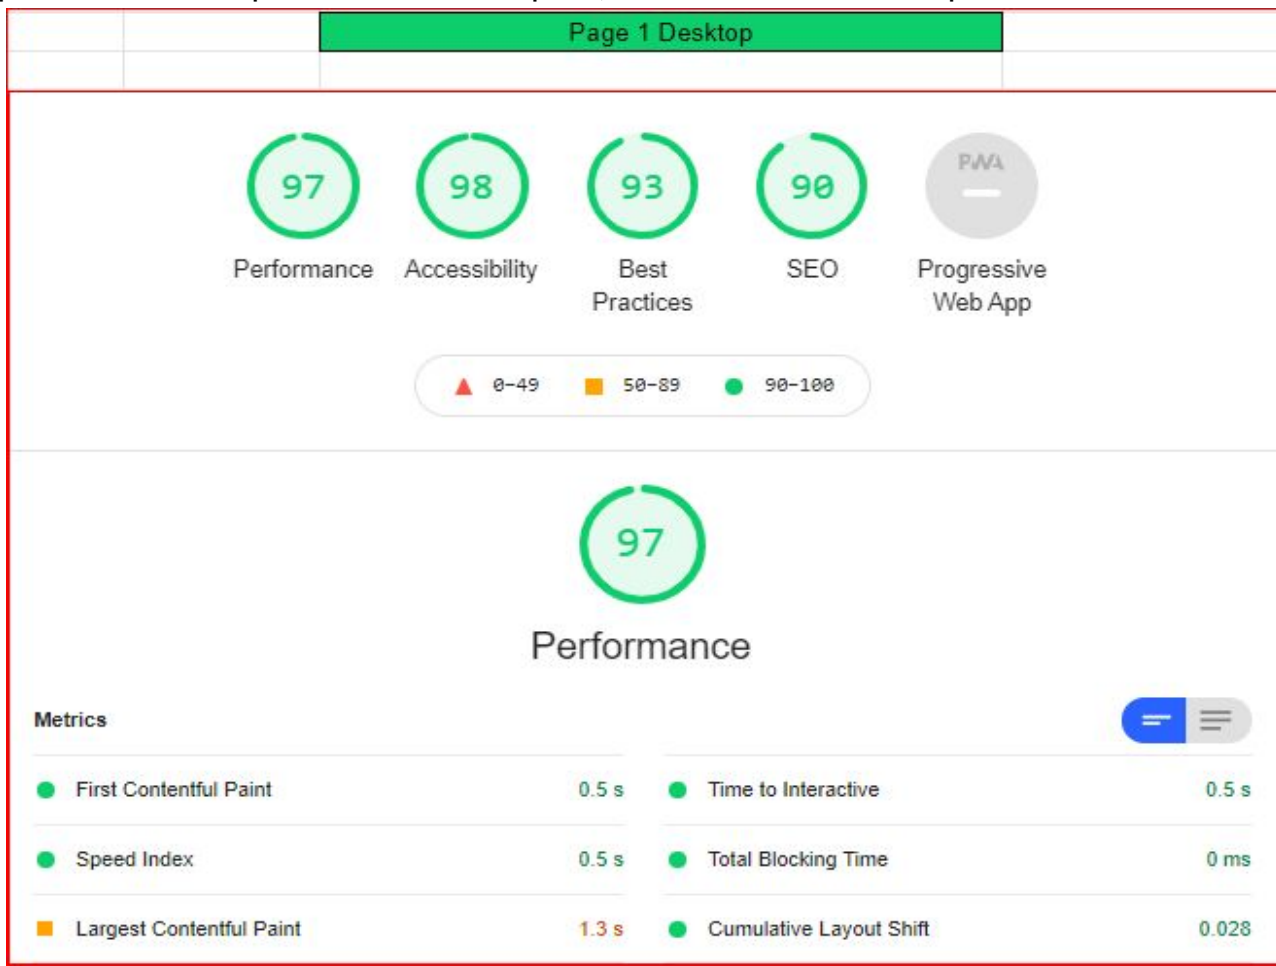 Page 1 Desktop
97 98 93 90 PWA
Performance Accessibility Best Practices SEO Progressive Web App
0-49 50-89 90-100
97
Performance
Metrics
First Contentful Paint 0.5 s Time to Interactive 0.5 s
Speed Index 0.5 s Total Blocking Time 0 ms
Largest Contentful Paint 1.3 s Cumulative Layout Shift 0.028